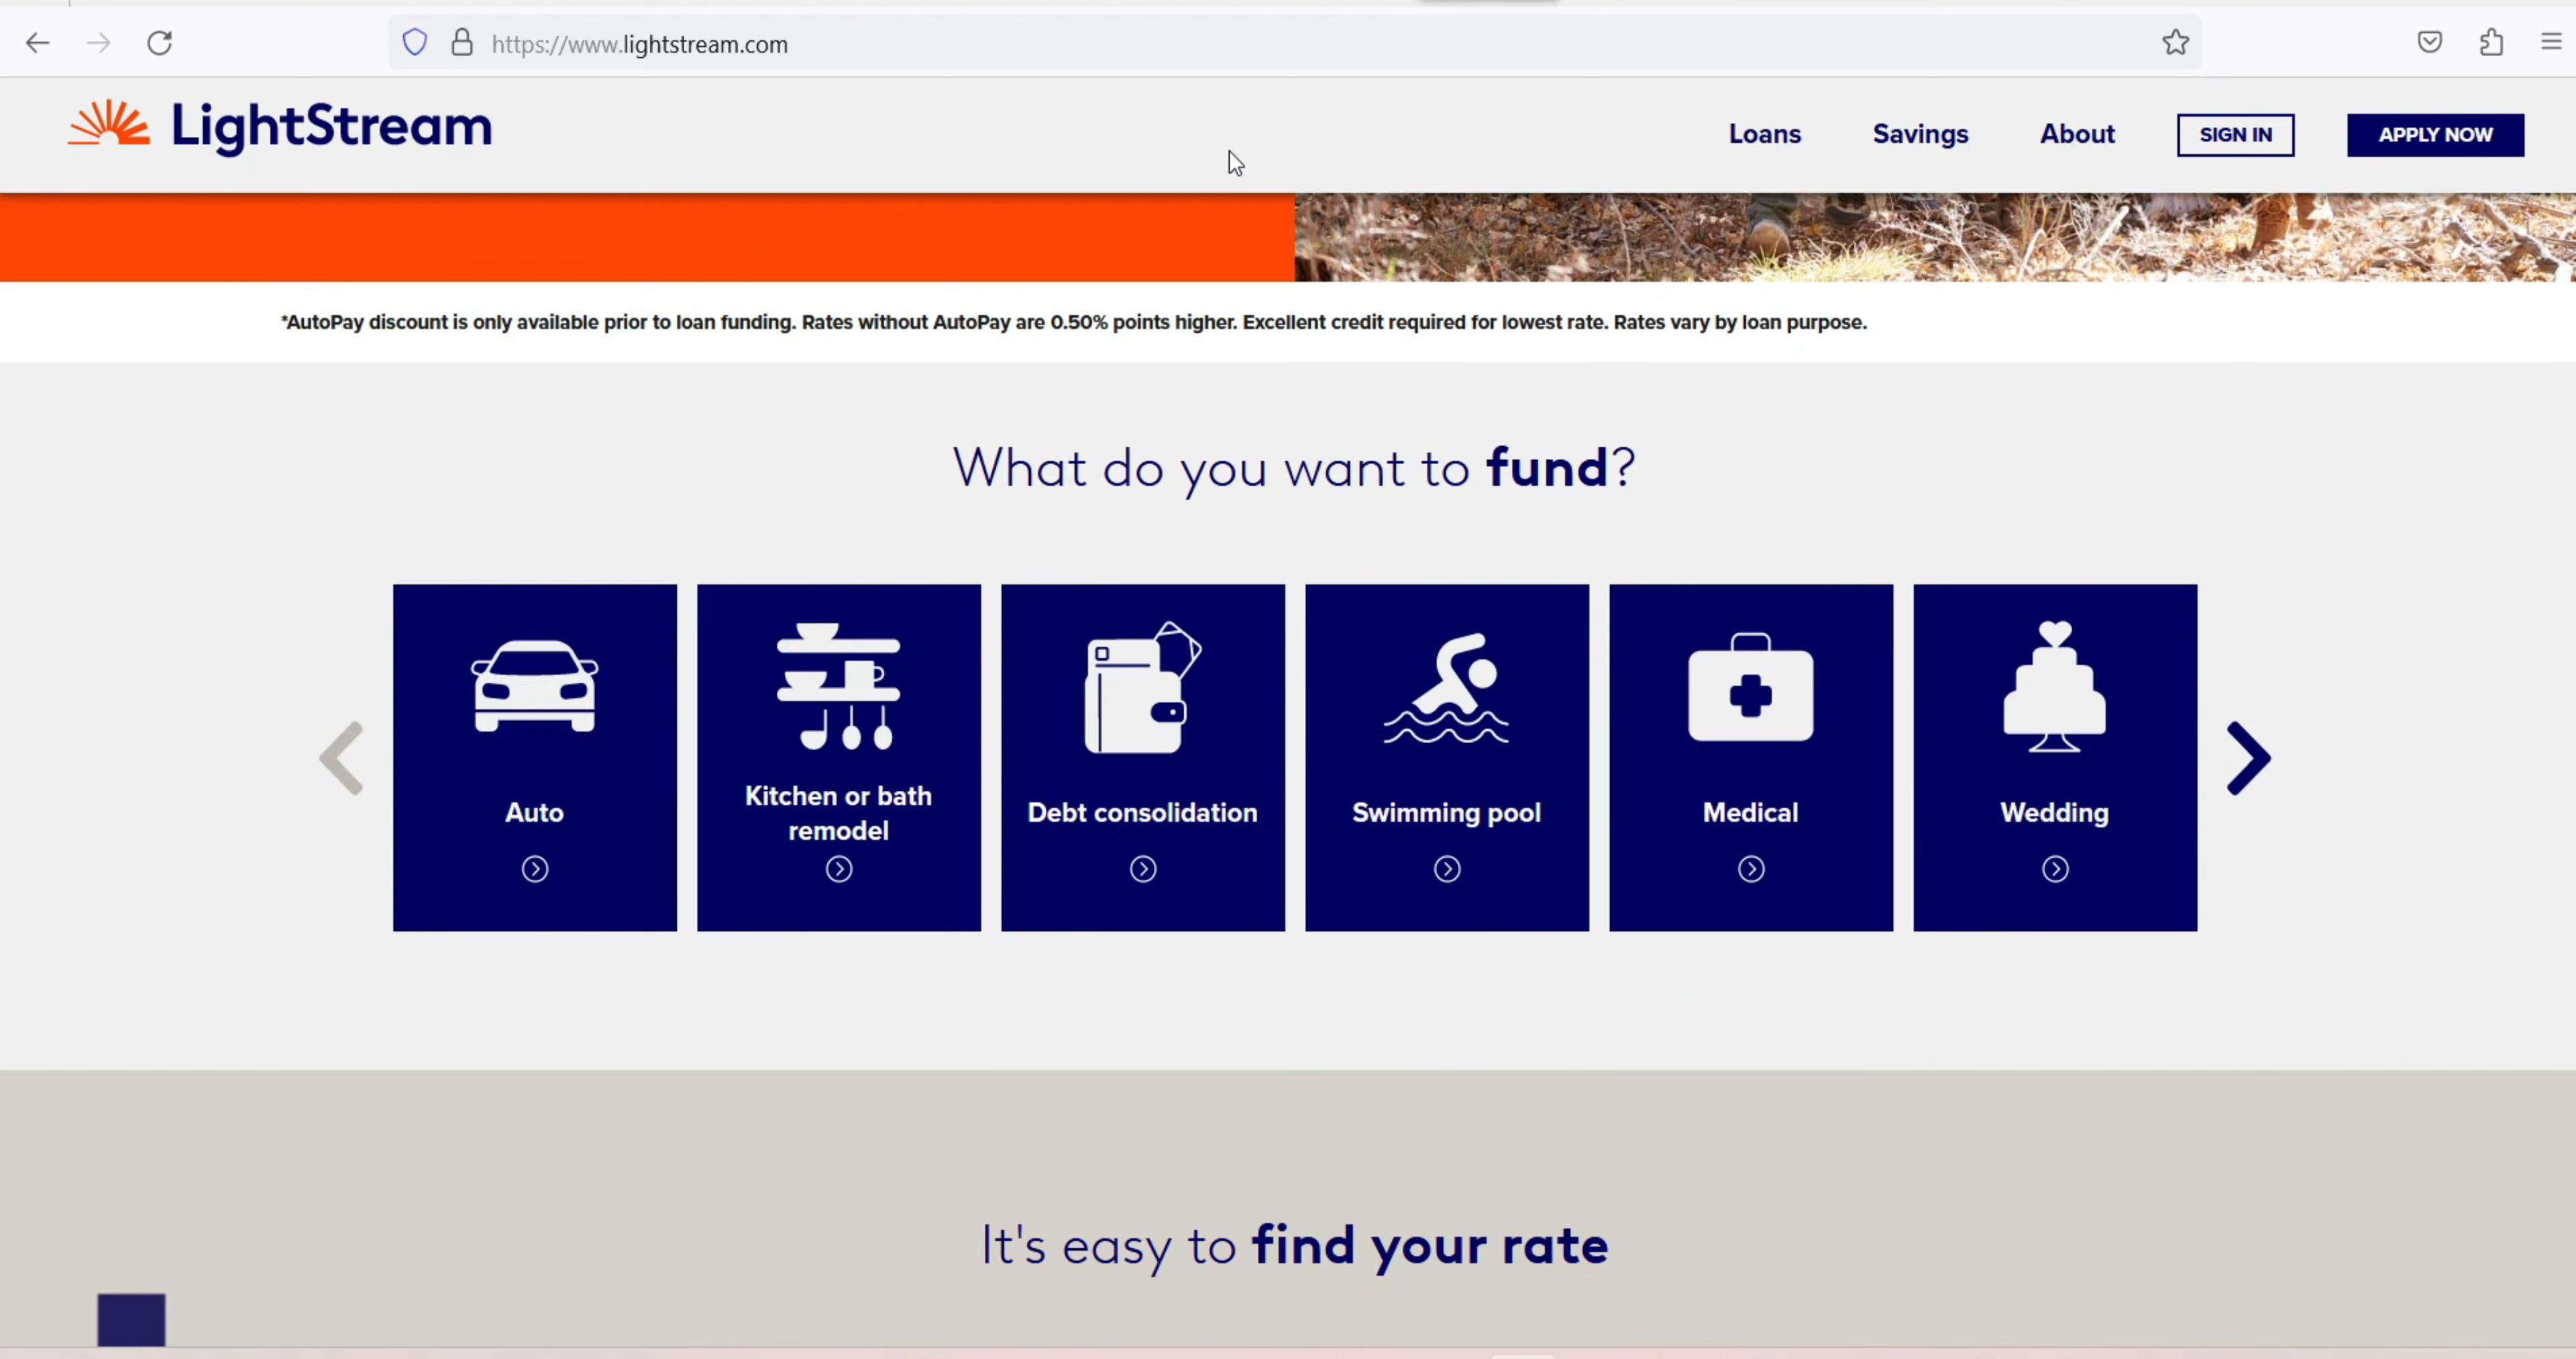 https://www.lightstream.com
LightStream
Loans
Savings
About
SIGN IN
APPLY NOW
*AutoPay discount is only available prior to loan funding. Rates without AutoPay are 0.50% points higher. Excellent credit required for lowest rate. Rates vary by loan purpose.
What do you want to fund?
Auto
Kitchen or bath
remodel
Debt consolidation
Swimming pool
Medical
Wedding
It's easy to find your rate